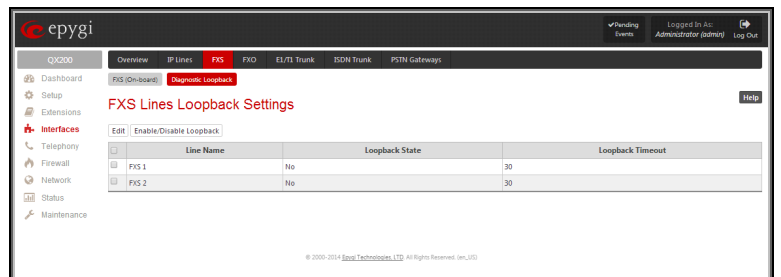 epygi
Pending Events
Logged In As:
Administrator (admin)
Log Out
QX200
Dashboard
Setup
Extensions
Interfaces
Telephony
Firewall
Network
Status
Maintenance
Overview IP Lines FXS FXO E1/T1 Trunk ISDN Trunk PSTN Gateways
FXS (On-board) Diagnostic Loopback
FXS Lines Loopback Settings
Help
Edit Enable/Disable Loopback
Line Name Loopback State Loopback Timeout
FXS 1 No 30
FXS 2 No 30
© 2000-2014 Epygi Technologies, LTD. All Rights Reserved. (en_US)